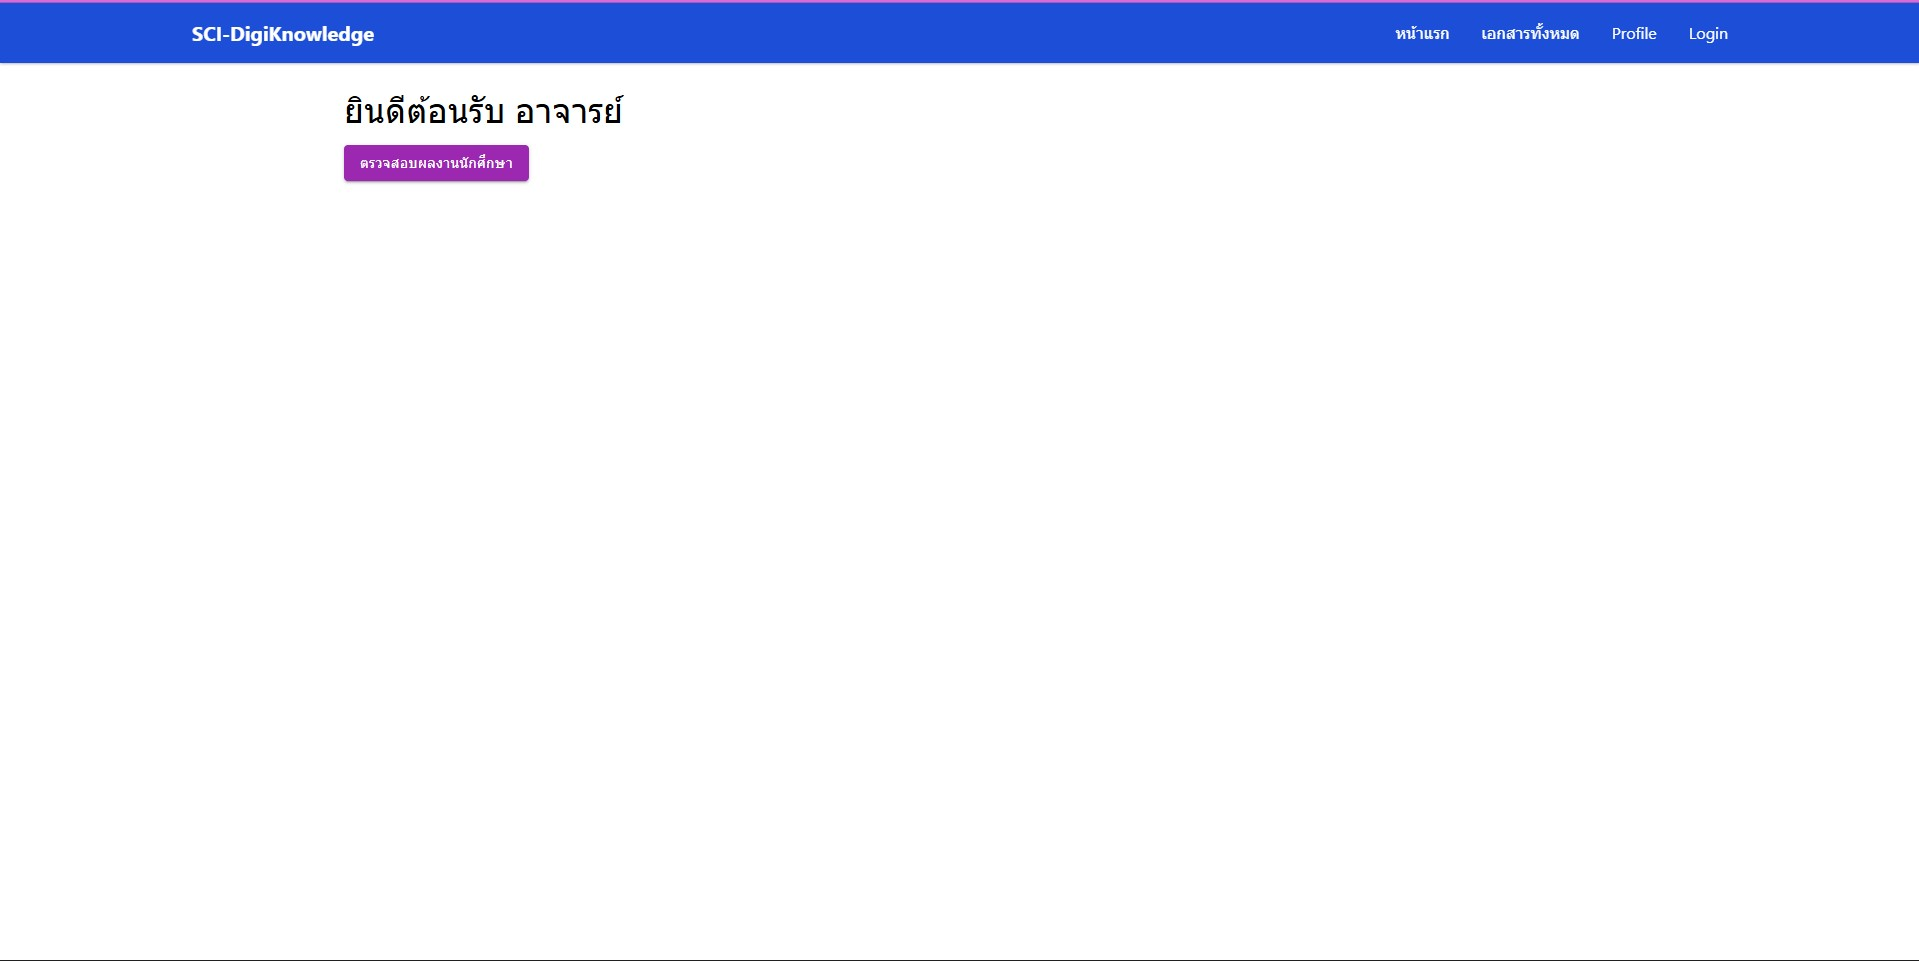 SCI-DigiKnowledge
หน้าแรก เอกสารทั้งหมด Profile Login
ยินดีต้อนรับ อาจารย์
ตรวจสอบผลงานนักศึกษา